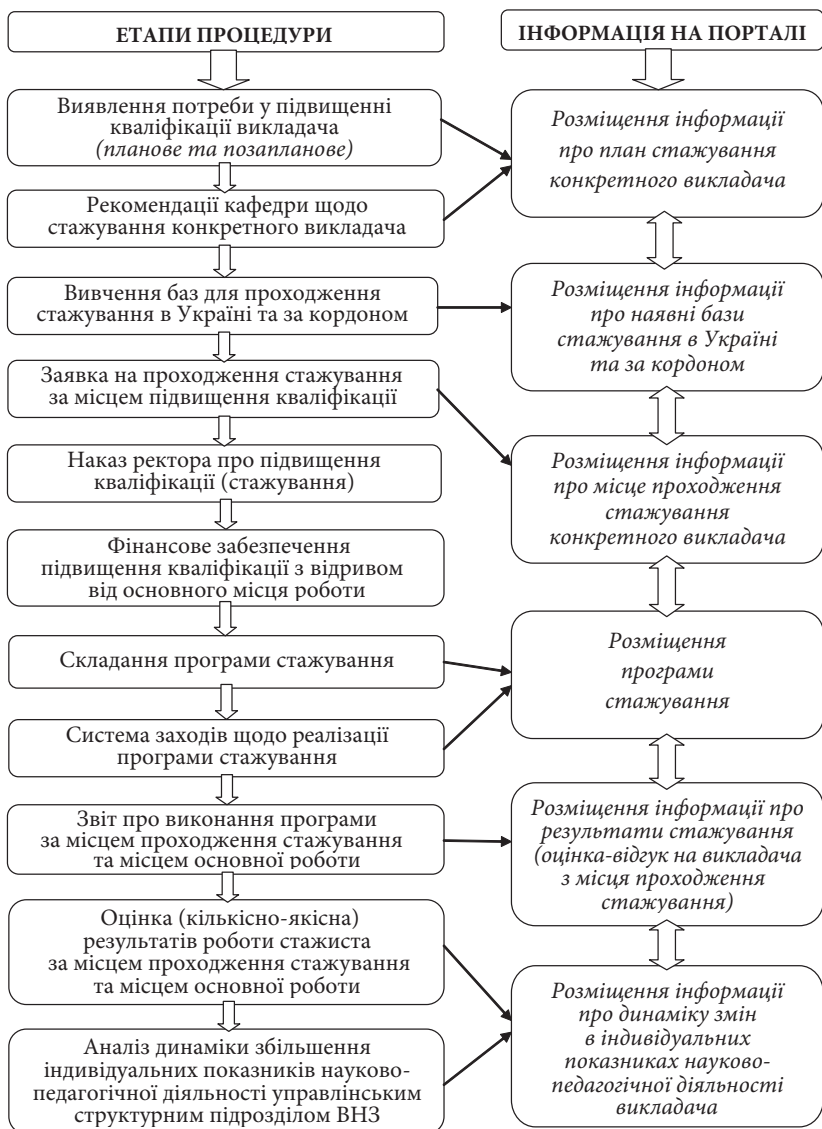 ЕТАПИ ПРОЦЕДУРИ
Виявлення потреби у підвищенні
кваліфікації викладача
(планове та позапланове)
Рекомендації кафедри щодо
стажування конкретного викладача
Вивчення баз для проходження
стажування в Україні та за кордоном
Заявка на проходження стажування
за місцем підвищення кваліфікації
Наказ ректора про підвищення
кваліфікації (стажування)
Фінансове забезпечення
підвищення кваліфікації з відривом
від основного місця роботи
Складання програми стажування
Система заходів щодо реалізації
програми стажування
Звіт про виконання програми
за місцем проходження стажування
та місцем основної роботи
Оцінка (кількісно-якісна)
результатів роботи стажиста
за місцем проходження стажування
та місцем основної роботи
Аналіз динаміки збільшення
індивідуальних показників науково-
педагогічної діяльності управлінським
структурним підрозділом ВНЗ
ІНФОРМАЦІЯ НА ПОРТАЛІ
Розміщення інформації
про план стажування
конкретного викладача
Розміщення інформації
про наявні бази
стажування в Україні
та за кордоном
Розміщення інформації
про місце проходження
стажування
конкретного викладача
Розміщення
програми
стажування
Розміщення інформації про
результати стажування
(оцінка-відгук на викладача
з місця проходження
стажування)
Розміщення інформації
про динаміку змін
в індивідуальних
показниках науково-
педагогічної діяльності
викладача